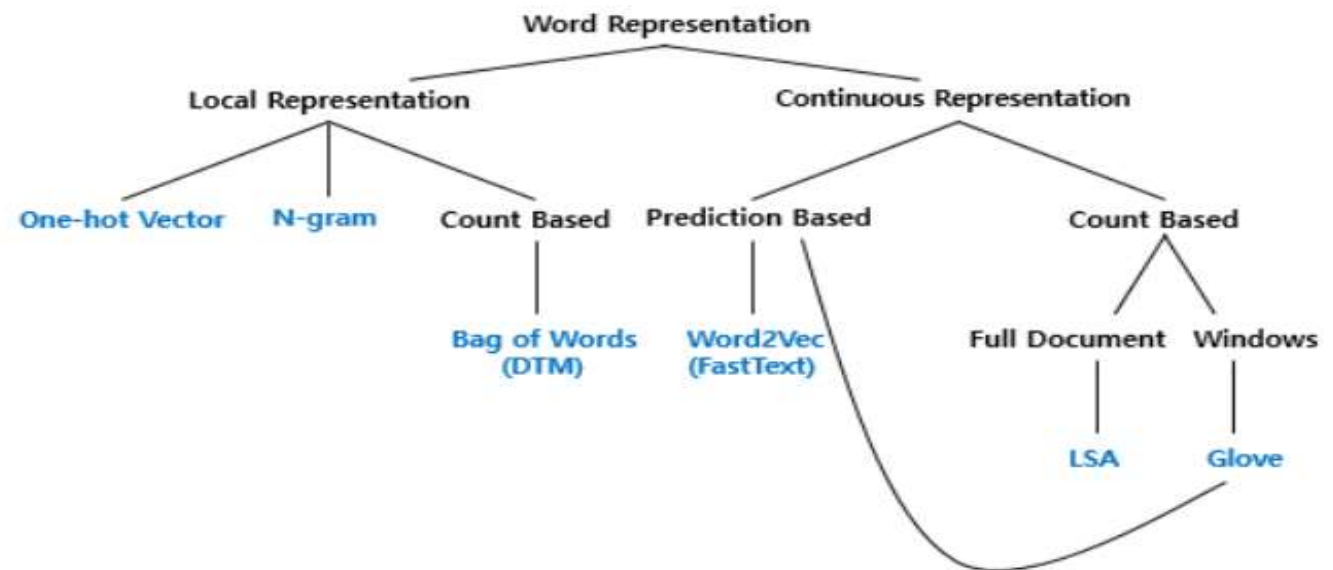 Word Representation
Local Representation
Continuous Representation
One-hot Vector
N-gram
Count Based
Prediction Based
Count Based
Bag of Words
(DTM)
Word2Vec
(FastText)
Full Document
Windows
LSA
Glove